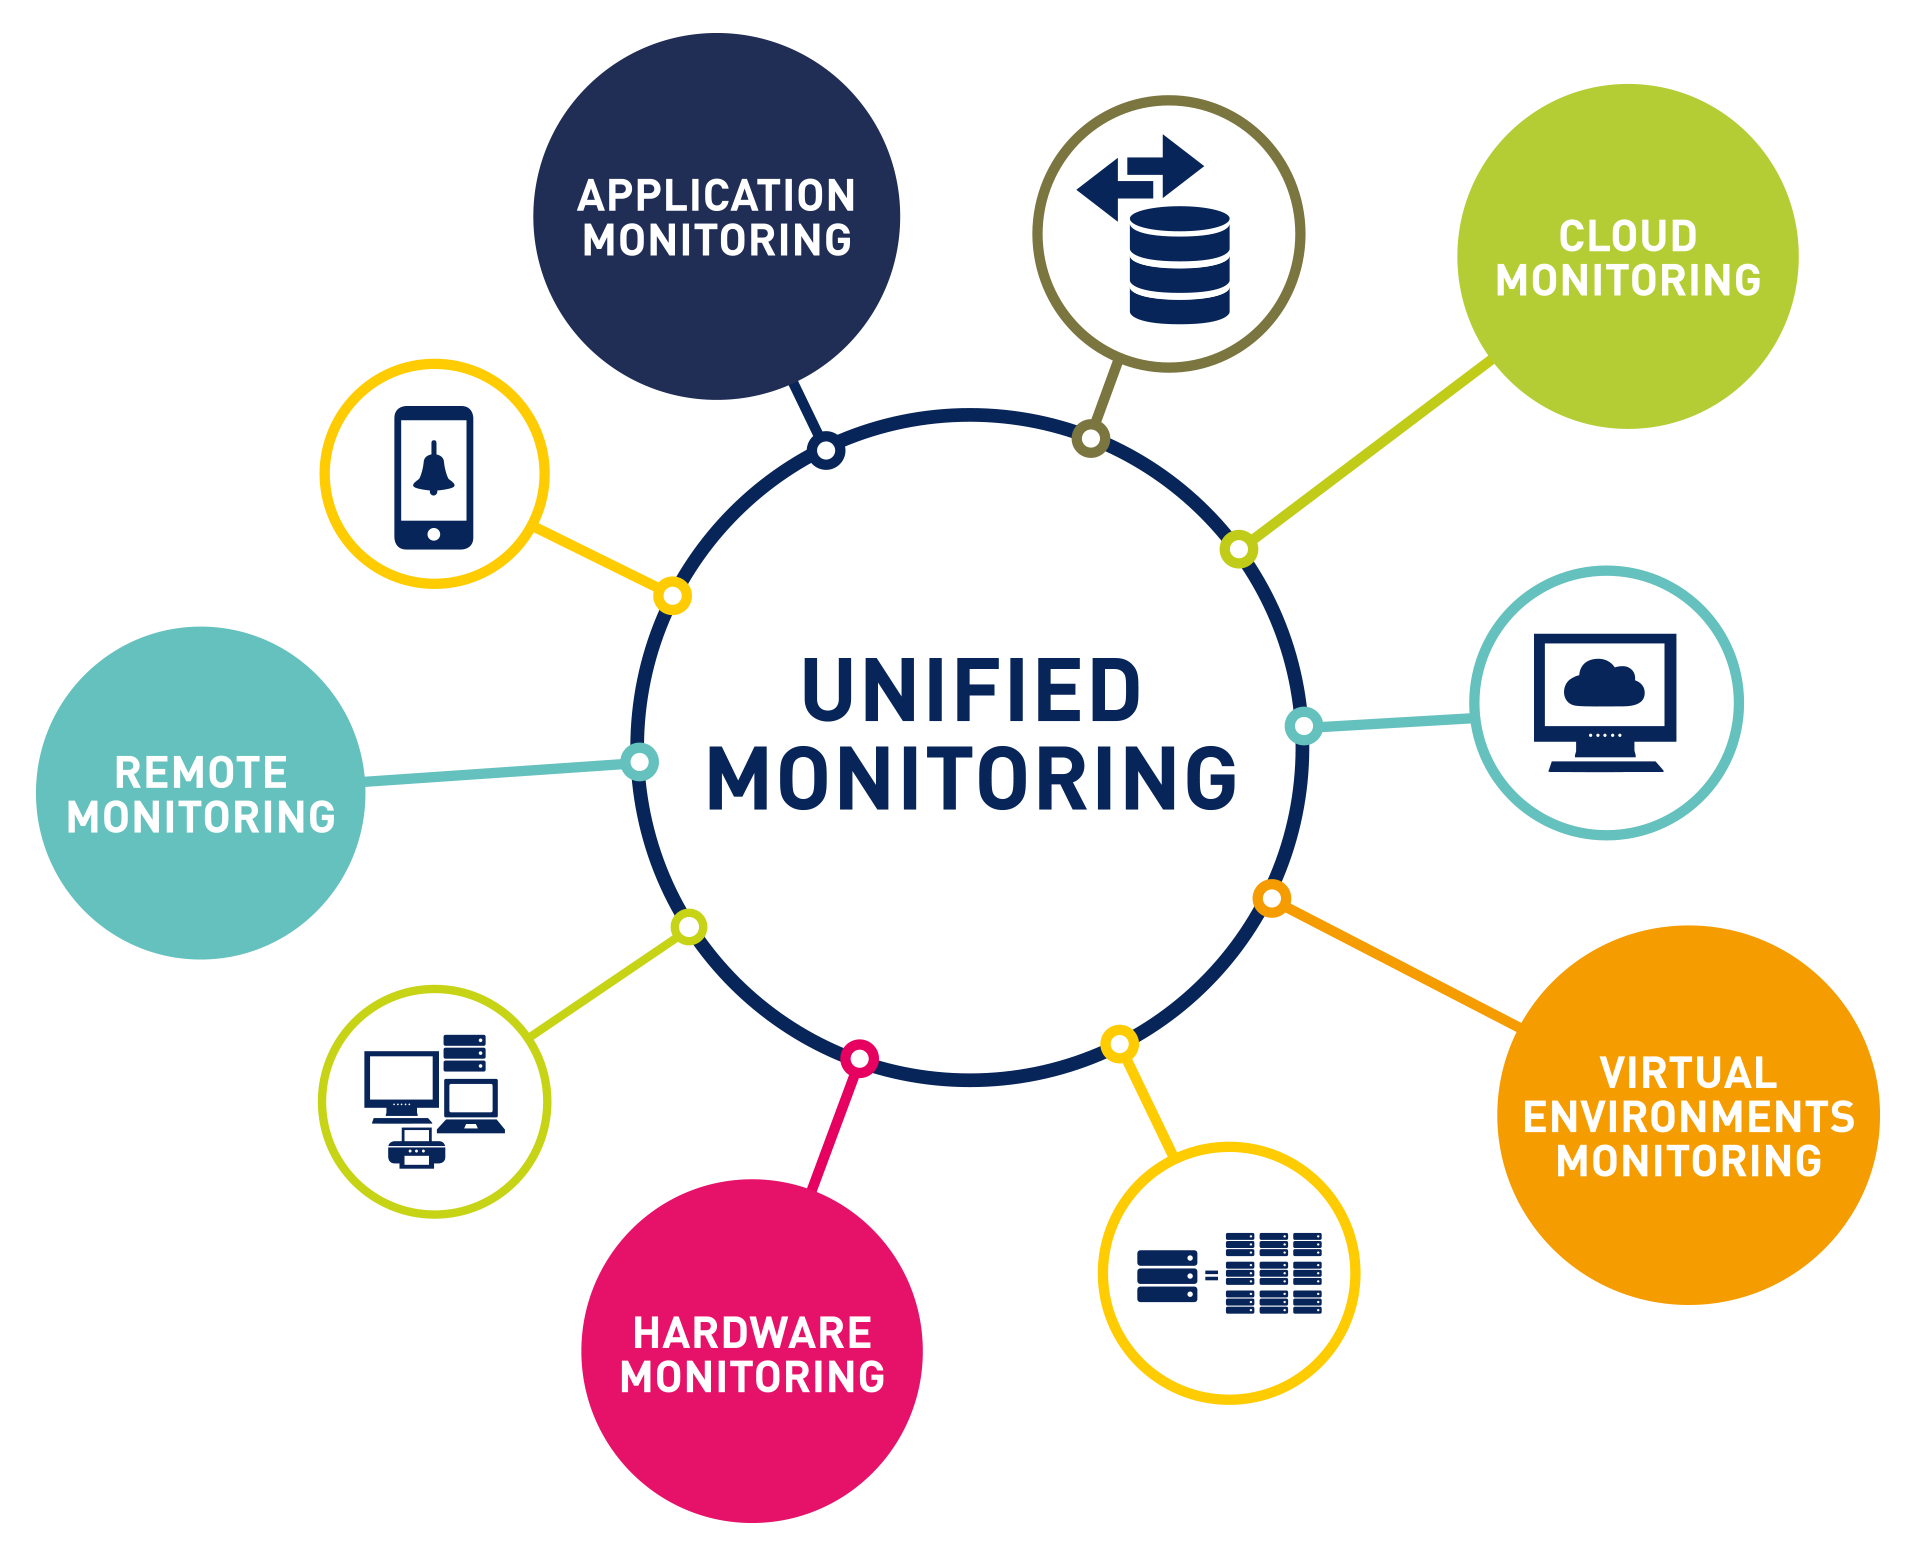 APPLICATION
MONITORING
CLOUD
MONITORING
UNIFIED
MONITORING
REMOTE
MONITORING
VIRTUAL
ENVIRONMENTS
MONITORING
HARDWARE
MONITORING
=